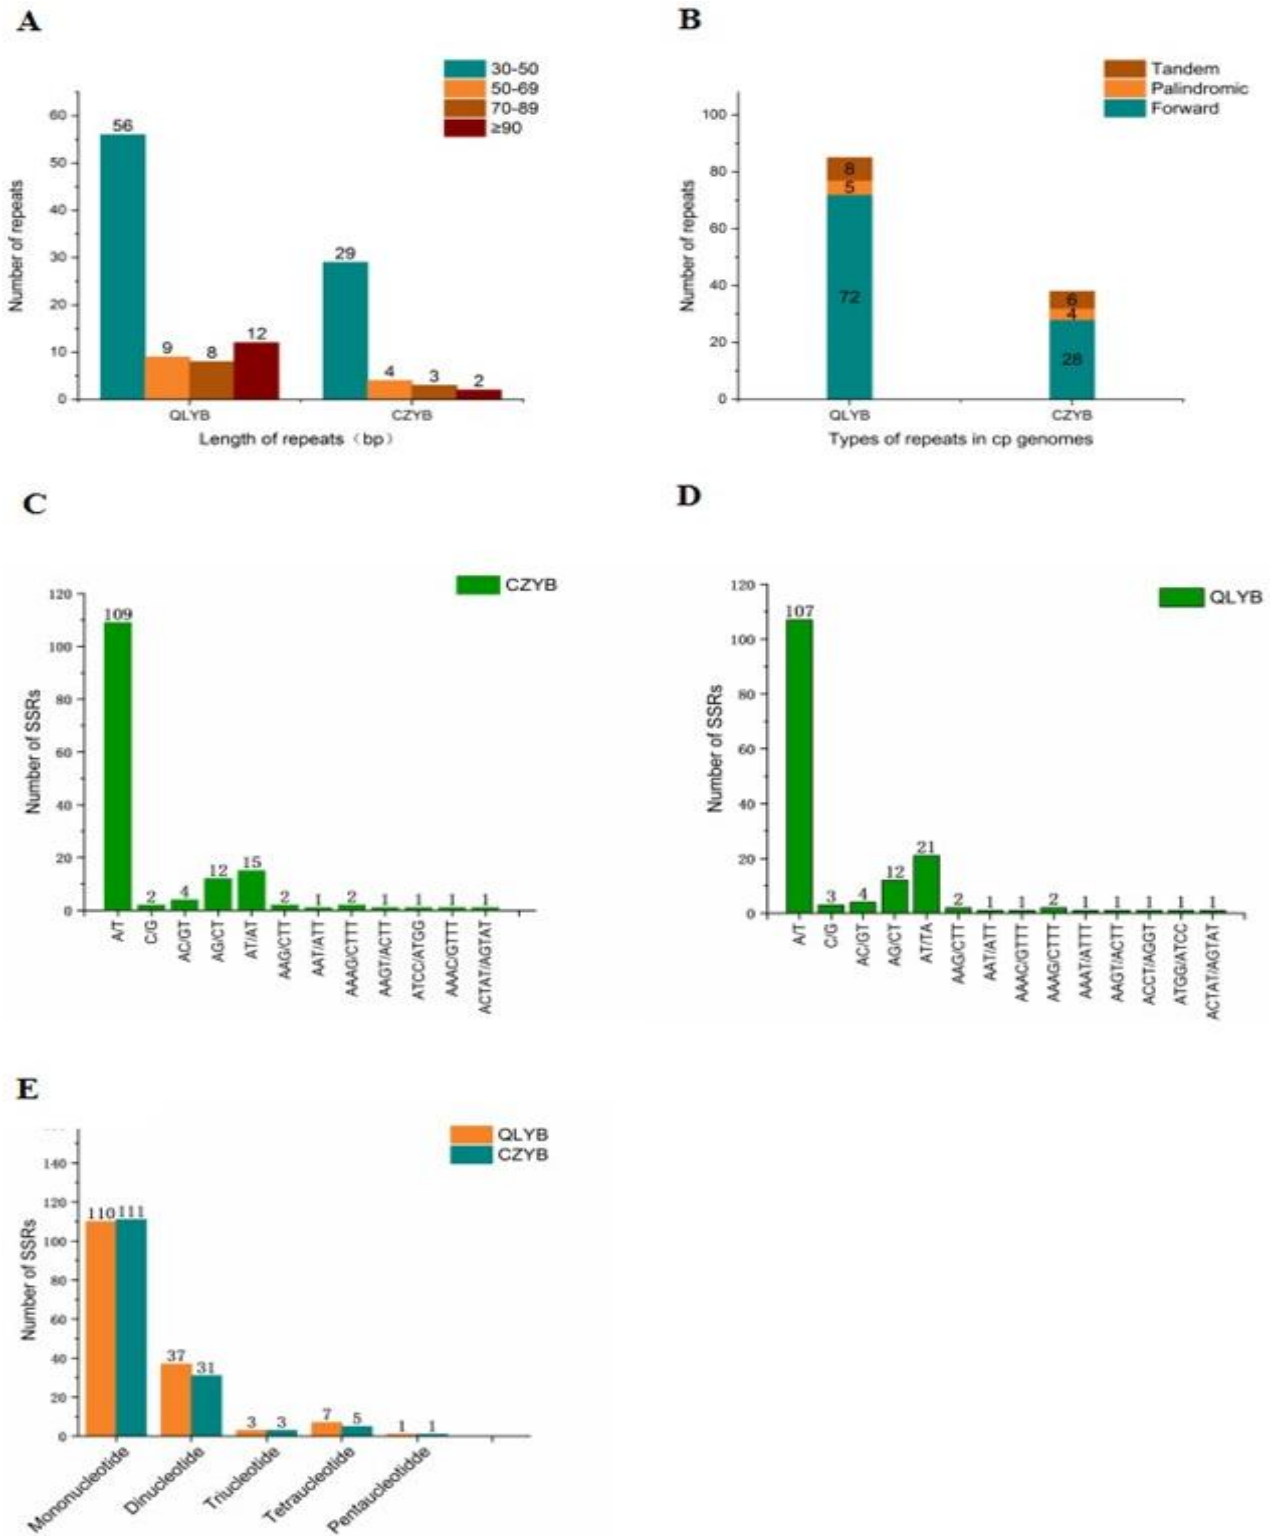 A
30-50
50-69
70-89
≥90
Number of repeats
60
50
40
30
20
10
0
56
9
8
12
29
4
3
2
QLYB
CZYB
Length of repeats（bp）
B
Tandem
Palindromic
Forward
Number of repeats
100
80
60
40
20
0
8
5
72
6
4
28
QLYB
CZYB
Types of repeats in cp genomes
C
CZYB
Number of SSRs
120
100
80
60
40
20
0
109
2
4
12
15
2
1
2
1
1
1
1
A/T
C/G
AC/GT
AG/CT
AT/AT
AAG/CTT
AAT/ATT
AAAG/CTTT
AAGT/ACTT
ATCC/ATGG
AAAC/GTTT
ACTAT/AGTAT
D
QLYB
Number of SSRs
120
100
80
60
40
20
0
107
3
4
12
21
2
1
1
2
1
1
1
1
1
A/T
C/G
AC/GT
AG/CT
AT/TA
AAG/CTT
AAT/ATT
AAAC/GTTT
AAAG/CTTT
AAAT/ATTT
AAGT/ACTT
ACCT/AGGT
ATGG/ATCC
ACTAT/AGTAT
E
QLYB
CZYB
Number of SSRs
140
120
100
80
60
40
20
0
110 111
37
31
3
3
7
5
1
1
Mononucleotide
Dinucleotide
Triucleotide
Tetraucleotide
Pentaucleotidde